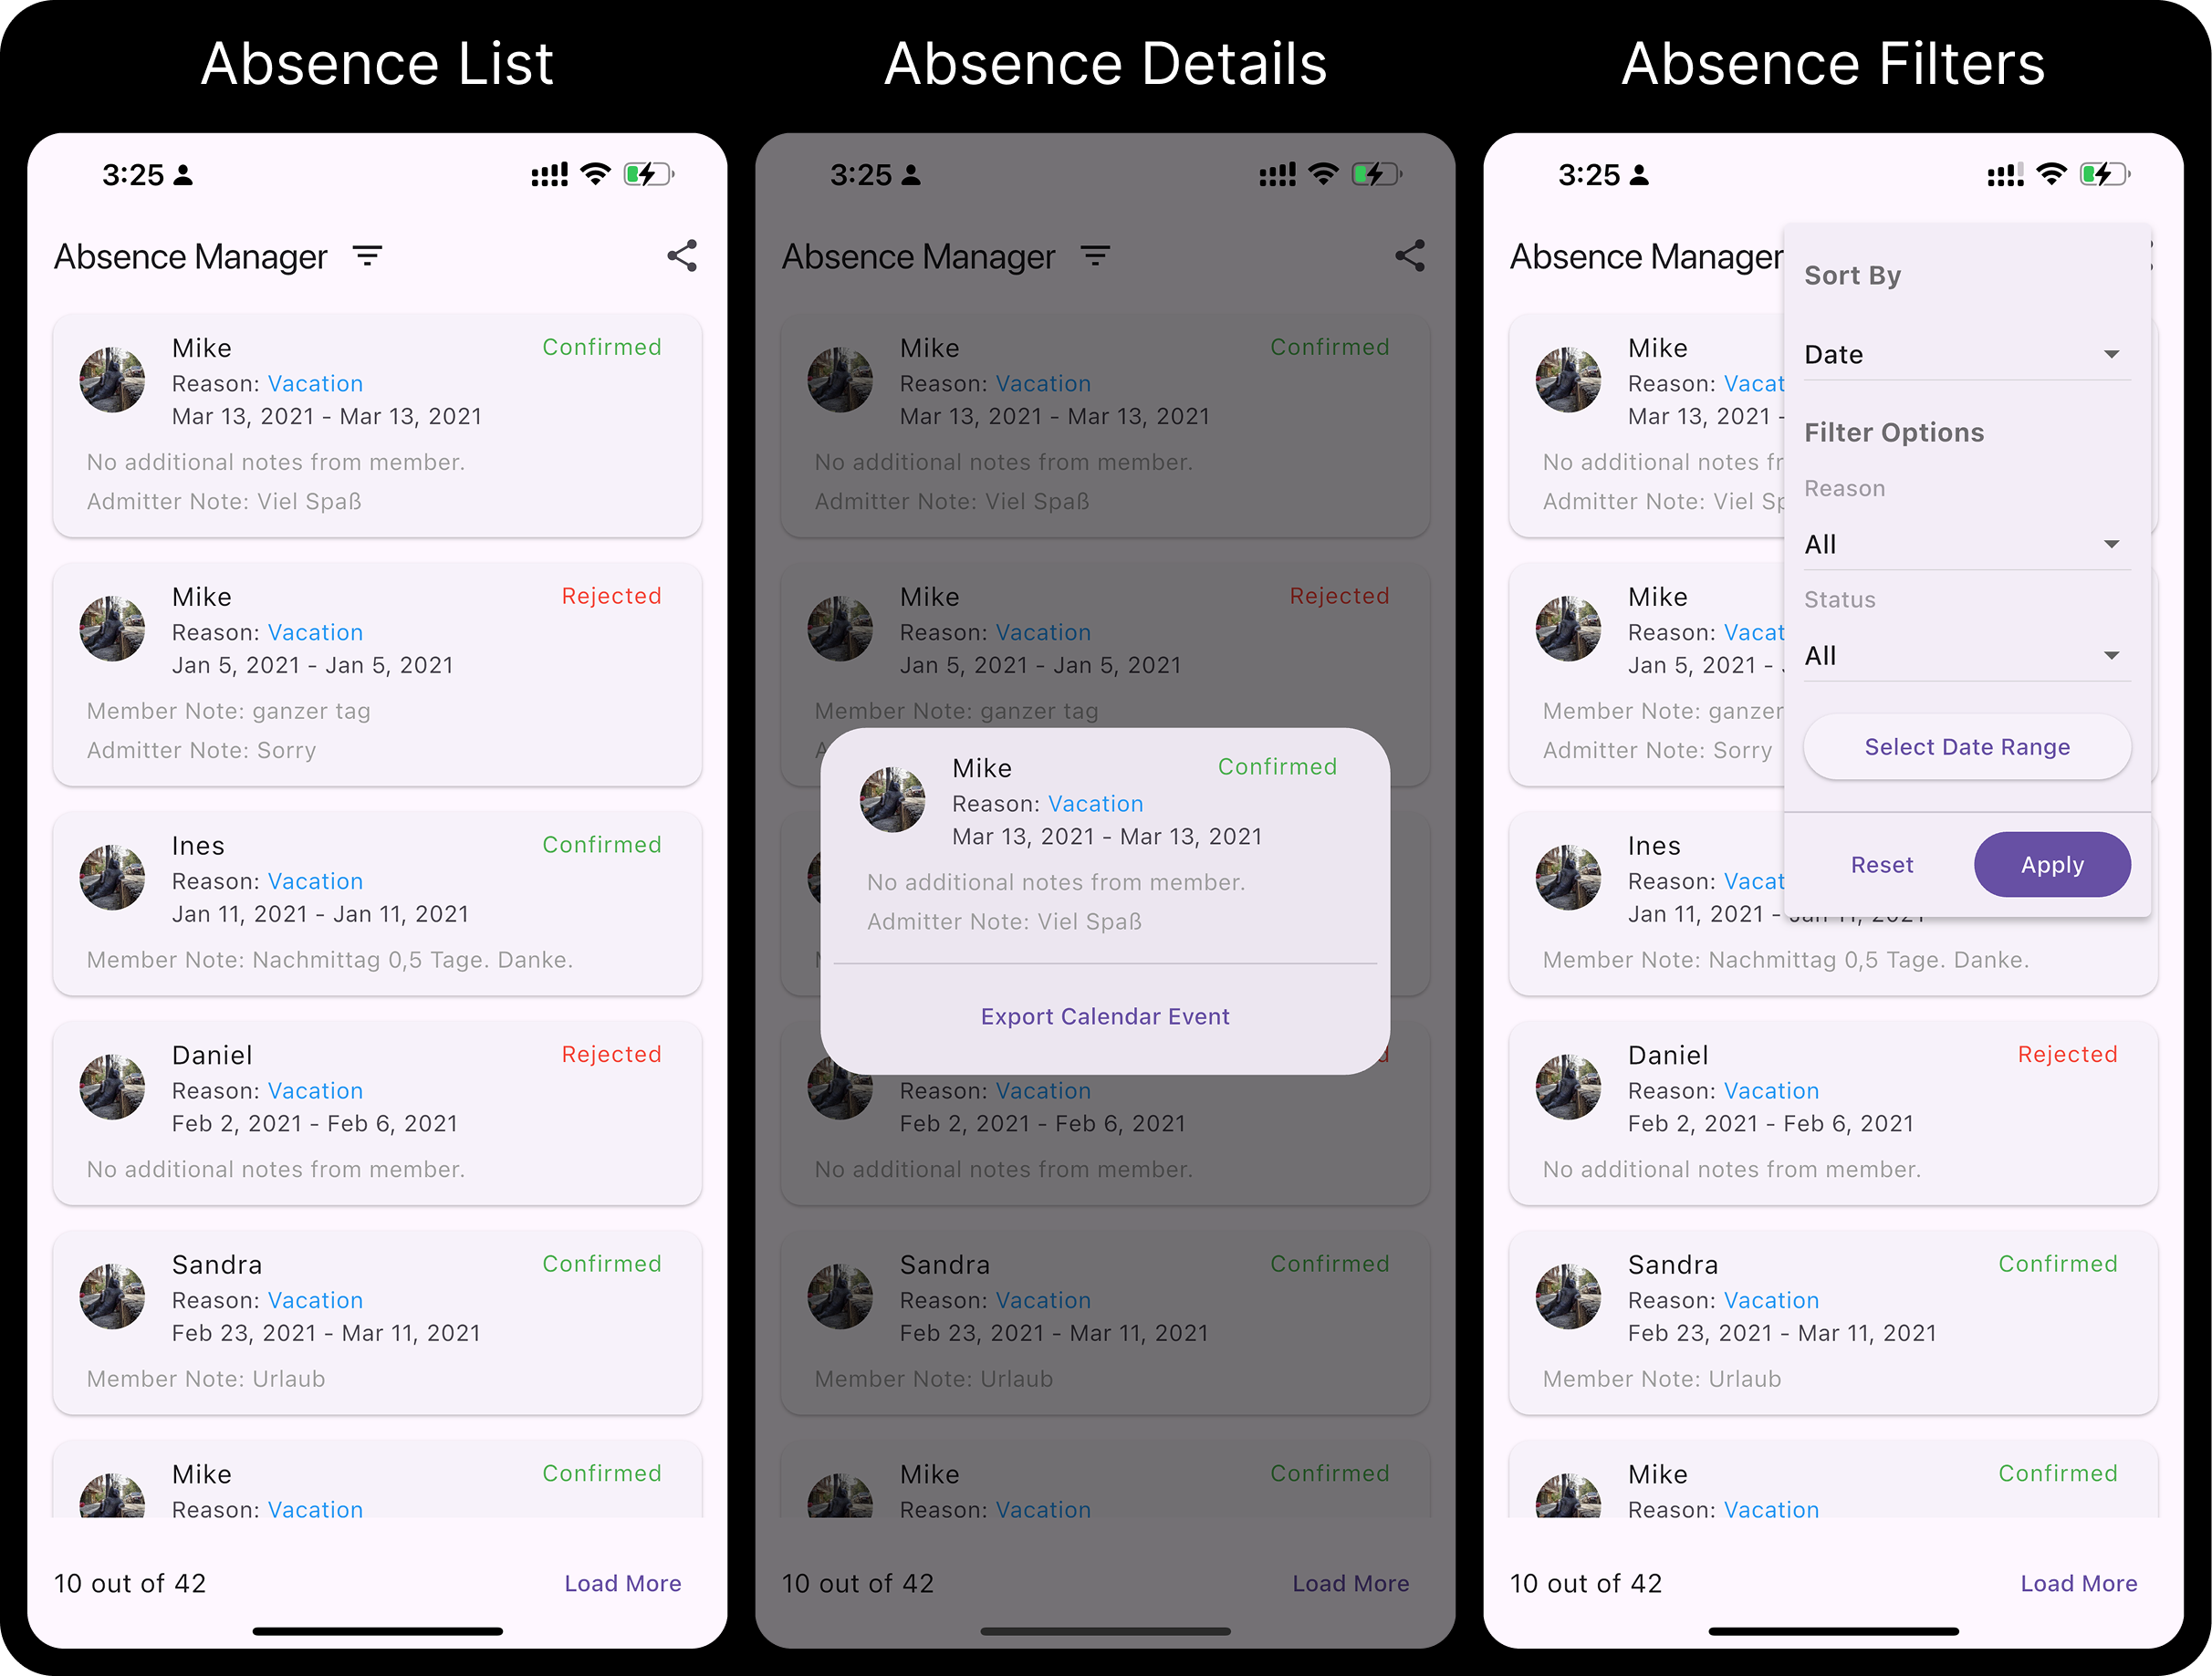 Absence List
3:25
Absence Manager
Mike
Confirmed
Reason: Vacation
Mar 13, 2021 - Mar 13, 2021
No additional notes from member.
Admitter Note: Viel Spaß
Mike
Rejected
Reason: Vacation
Jan 5, 2021 - Jan 5, 2021
Member Note: ganzer tag
Admitter Note: Sorry
Ines
Confirmed
Reason: Vacation
Jan 11, 2021 - Jan 11, 2021
Member Note: Nachmittag 0,5 Tage. Danke.
Daniel
Rejected
Reason: Vacation
Feb 2, 2021 - Feb 6, 2021
No additional notes from member.
Sandra
Confirmed
Reason: Vacation
Feb 23, 2021 - Mar 11, 2021
Member Note: Urlaub
Mike
Confirmed
Reason: Vacation
10 out of 42
Load More
Absence Details
3:25
Absence Manager
Mike
Confirmed
Reason: Vacation
Mar 13, 2021 - Mar 13, 2021
No additional notes from member.
Admitter Note: Viel Spaß
Mike
Rejected
Reason: Vacation
Jan 5, 2021 - Jan 5, 2021
Member Note: ganzer tag
Mike
Confirmed
Reason: Vacation
Mar 13, 2021 - Mar 13, 2021
No additional notes from member.
Admitter Note: Viel Spaß
Export Calendar Event
Reason: Vacation
Feb 2, 2021 - Feb 6, 2021
No additional notes from member.
Sandra
Confirmed
Reason: Vacation
Feb 23, 2021 - Mar 11, 2021
Member Note: Urlaub
Mike
Confirmed
Reason: Vacation
10 out of 42
Load More
Absence Filters
3:25
Absence Manager
Mike
Reason: Vacat
Mar 13, 2021 -
No additional notes fr
Admitter Note: Viel Sp
Mike
Reason: Vacat
Jan 5, 2021 -
Member Note: ganzer
Admitter Note: Sorry
Ines
Reason: Vacat
Jan 11, 2021 - Jan 11, 2021
Member Note: Nachmittag 0,5 Tage. Danke.
Daniel
Rejected
Reason: Vacation
Feb 2, 2021 - Feb 6, 2021
No additional notes from member.
Sandra
Confirmed
Reason: Vacation
Feb 23, 2021 - Mar 11, 2021
Member Note: Urlaub
Mike
Confirmed
Reason: Vacation
10 out of 42
Load More
Sort By
Date
Filter Options
Reason
All
Status
All
Select Date Range
Reset
Apply